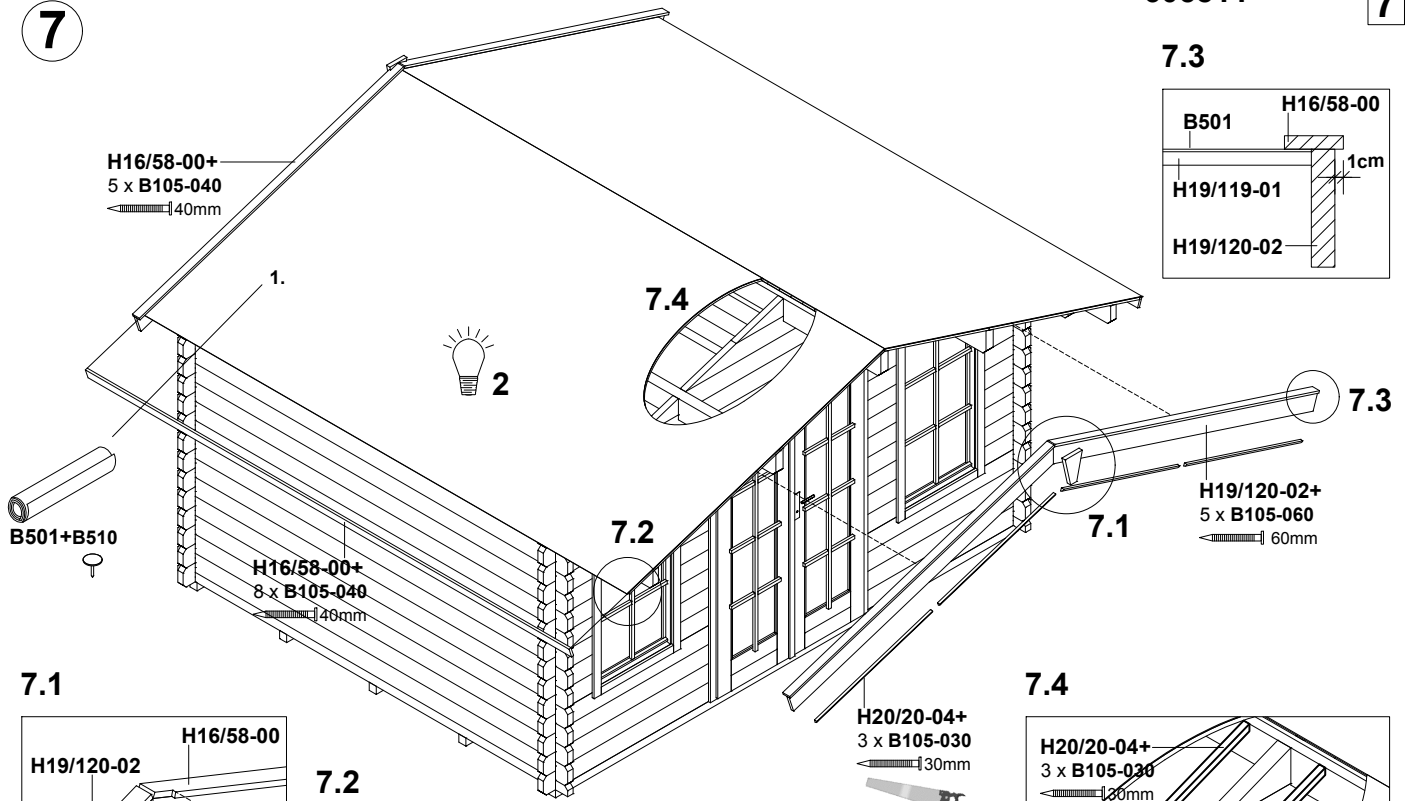 7
7
7.3
H16/58-00
B501
1cm
H19/119-01
H19/120-02
H16/58-00+
5 x B105-040
40mm
1.
7.4
2
7.3
B501+B510
7.2
7.1
H19/120-02+
5 x B105-060
60mm
H16/58-00+
8 x B105-040
40mm
7.1
H16/58-00
H19/120-02
7.2
H20/20-04+
3 x B105-030
30mm
7.4
H20/20-04+
3 x B105-030
30mm